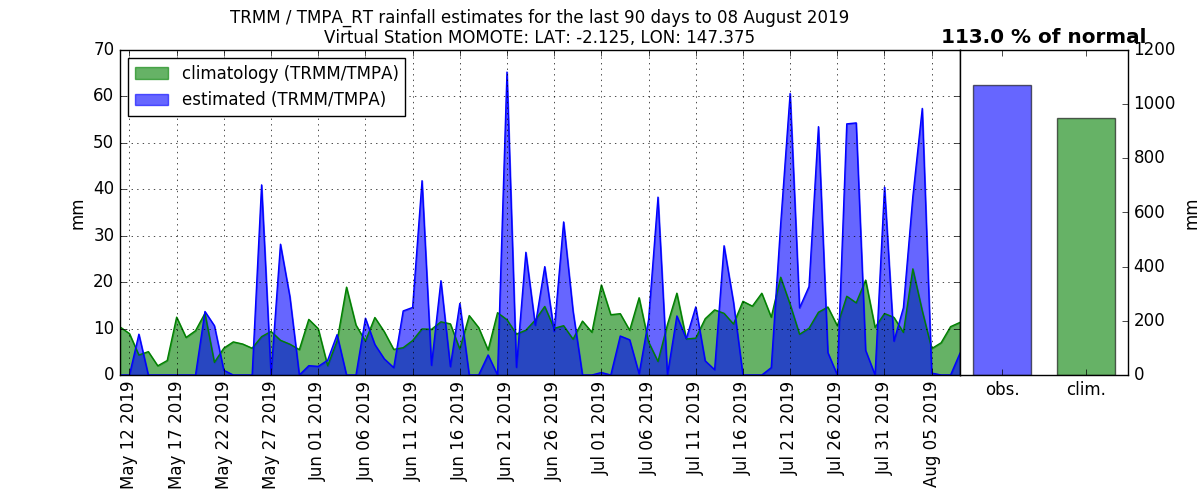 TRMM / TMPA_RT rainfall estimates for the last 90 days to 08 August 2019
Virtual Station MOMOTE: LAT: -2.125, LON: 147.375
113.0 % of normal
climatology (TRMM/TMPA)
estimated (TRMM/TMPA)
70
60
50
40
30
20
10
0
mm
May 12 2019
May 17 2019
May 22 2019
May 27 2019
Jun 01 2019
Jun 06 2019
Jun 11 2019
Jun 16 2019
Jun 21 2019
Jun 26 2019
Jul 01 2019
Jul 06 2019
Jul 11 2019
Jul 16 2019
Jul 21 2019
Jul 26 2019
Jul 31 2019
Aug 05 2019
obs.
clim.
1200
1000
800
600
400
200
0
mm